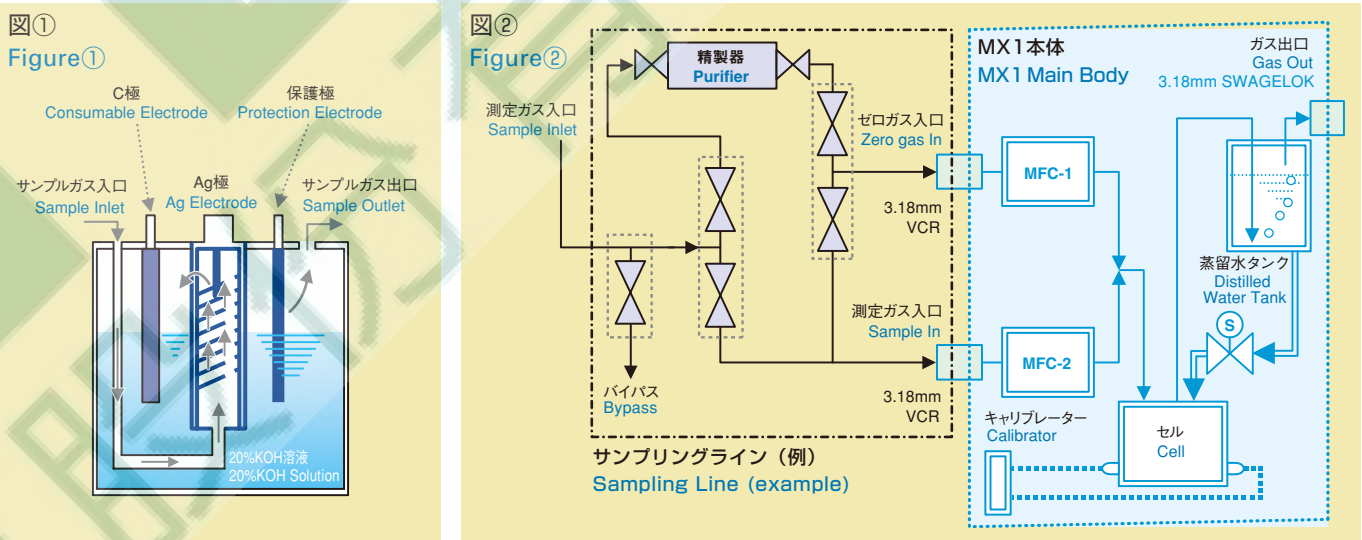 図①
Figure①
C極
Consumable Electrode
保護極
Protection Electrode
サンプルガス入口
Sample Inlet
Ag極
Ag Electrode
サンプルガス出口
Sample Outlet
20%KOH溶液
20%KOH Solution
図②
Figure②
測定ガス入口
Sample Inlet
精製器
Purifier
ゼロガス入口
Zero gas In
3.18mm
VCR
測定ガス入口
Sample In
3.18mm
VCR
バイパス
Bypass
サンプリングライン（例）
Sampling Line (example)
MX1本体
MX1 Main Body
ガス出口
Gas Out
3.18mm SWAGELOK
MFC-1
MFC-2
蒸留水タンク
Distilled
Water Tank
S
キャリブレーター
Calibrator
セル
Cell